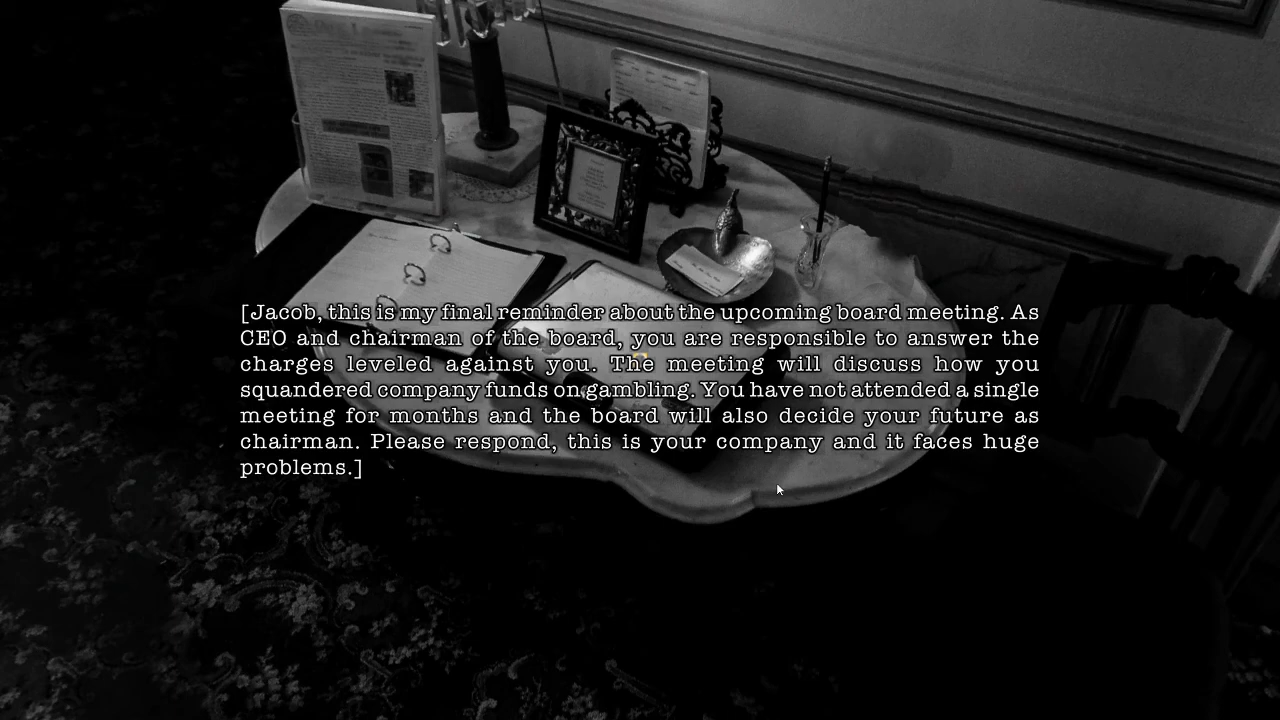 [Jacob, this is my final reminder about the upcoming board meeting. As
CEO and chairman of the board, you are responsible to answer the
charges leveled against you. The meeting will discuss how you
squandered company funds on gambling. You have not attended a single
meeting for months and the board will also decide your future as
chairman. Please respond, this is your company and it faces huge
problems.]